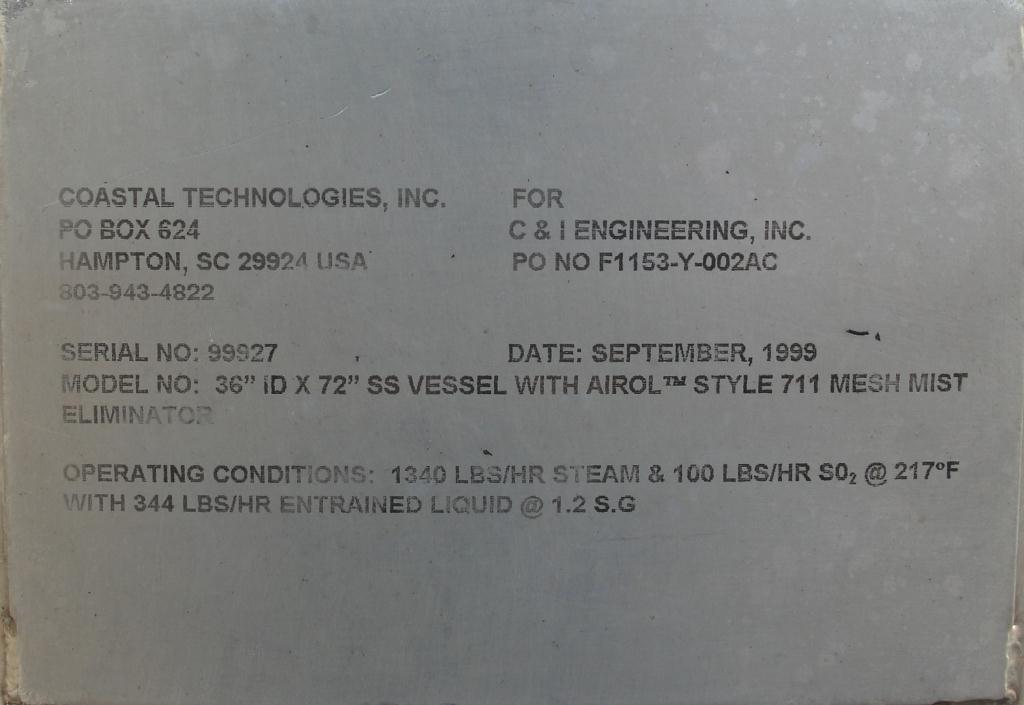 COASTAL TECHNOLOGIES, INC.
PO BOX 624
HAMPTON, SC 29924 USA
803-943-4822
FOR
C & I ENGINEERING, INC.
PO NO F1153-Y-002AC
SERIAL NO: 99927
DATE: SEPTEMBER, 1999
MODEL NO: 36" ID X 72" SS VESSEL WITH AIROL™ STYLE 711 MESH MIST
ELIMINATOR
OPERATING CONDITIONS: 1340 LBS/HR STEAM & 100 LBS/HR SO₂ @ 217ºF
WITH 344 LBS/HR ENTRAINED LIQUID @ 1.2 S.G